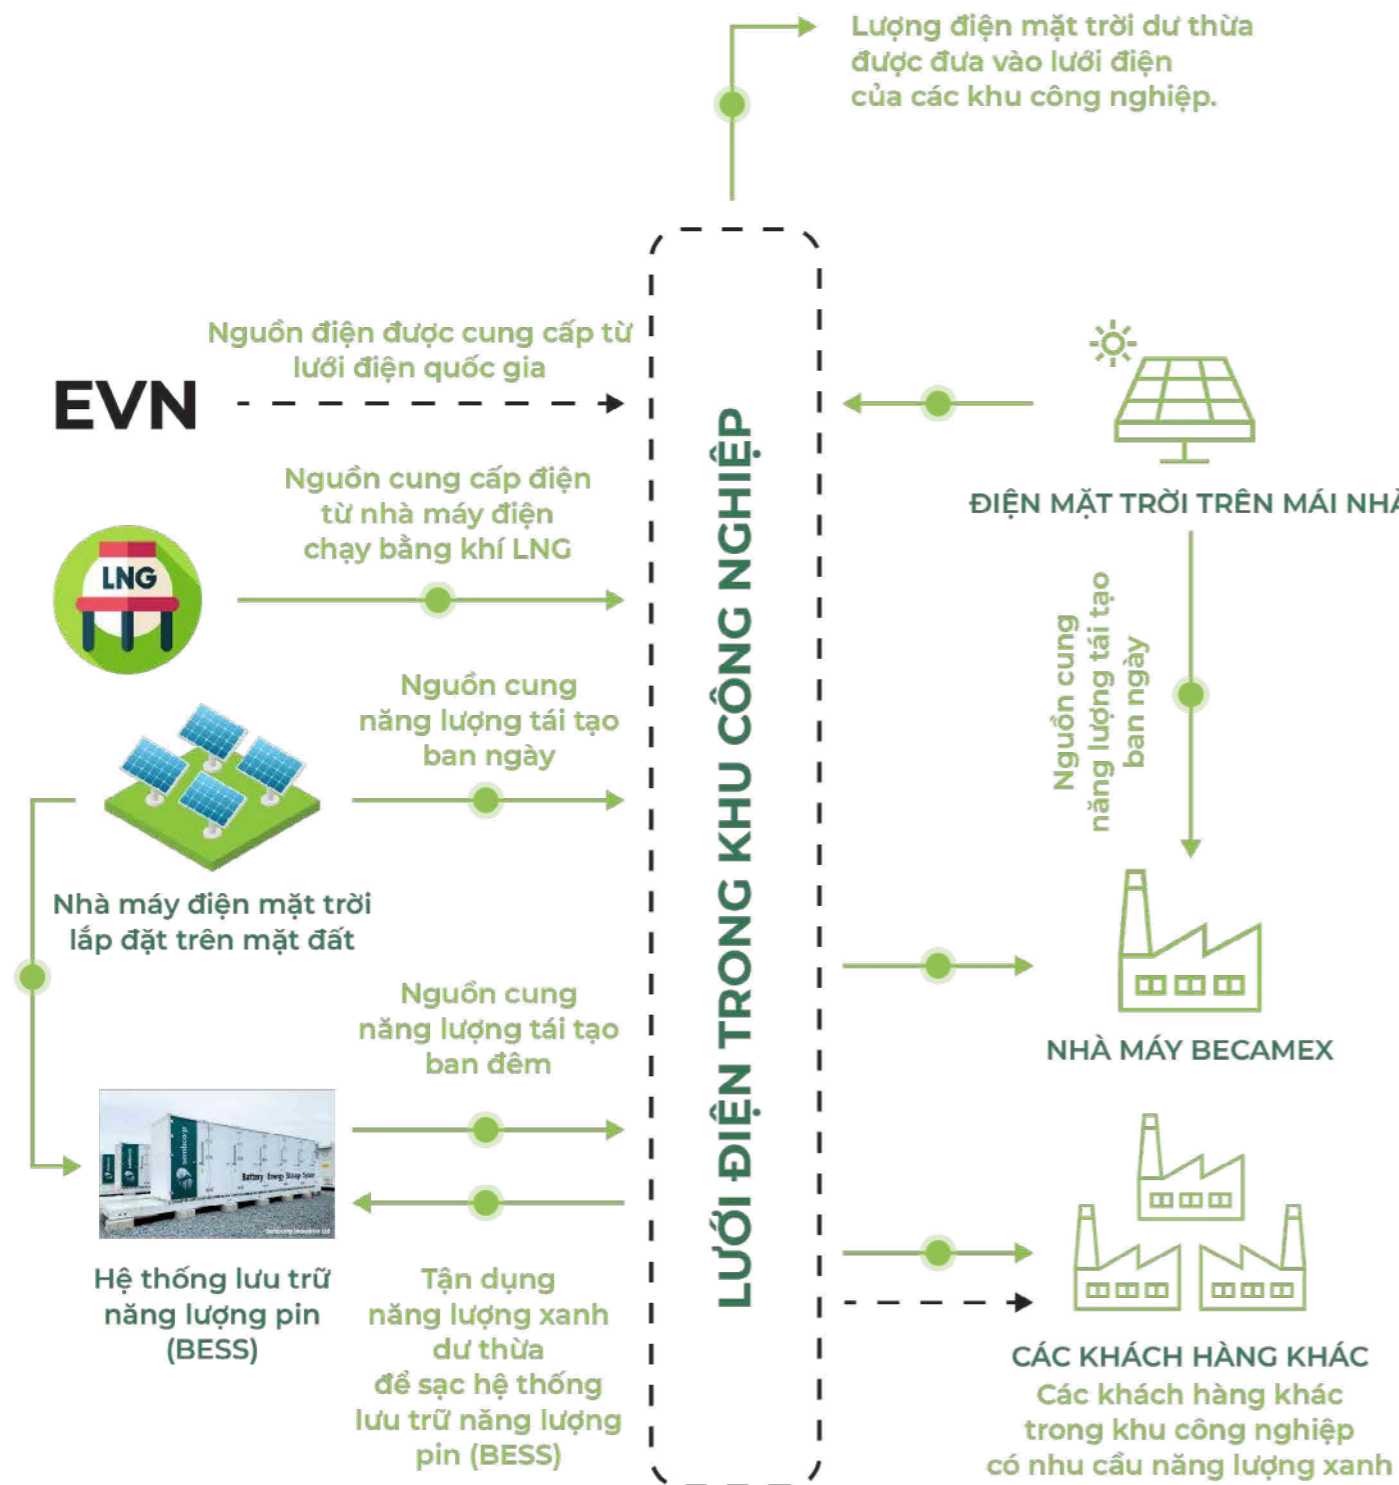 Lượng điện mặt trời dư thừa
được đưa vào lưới điện
của các khu công nghiệp.
Nguồn điện được cung cấp từ
lưới điện quốc gia
EVN
Nguồn cung cấp điện
từ nhà máy điện
chạy bằng khí LNG
LNG
Nguồn cung
năng lượng tái tạo
ban ngày
Nhà máy điện mặt trời
lắp đặt trên mặt đất
Nguồn cung
năng lượng tái tạo
ban đêm
sembcorp
Battery Energy Storage System
Hệ thống lưu trữ
năng lượng pin
(BESS)
Tận dụng
năng lượng xanh
dư thừa
để sạc hệ thống
lưu trữ năng lượng
pin (BESS)
LƯỚI ĐIỆN TRONG KHU CÔNG NGHIỆP
ĐIỆN MẶT TRỜI TRÊN MÁI NHÀ
Nguồn cung
năng lượng tái tạo
ban ngày
NHÀ MÁY BECAMEX
CÁC KHÁCH HÀNG KHÁC
Các khách hàng khác
trong khu công nghiệp
có nhu cầu năng lượng xanh